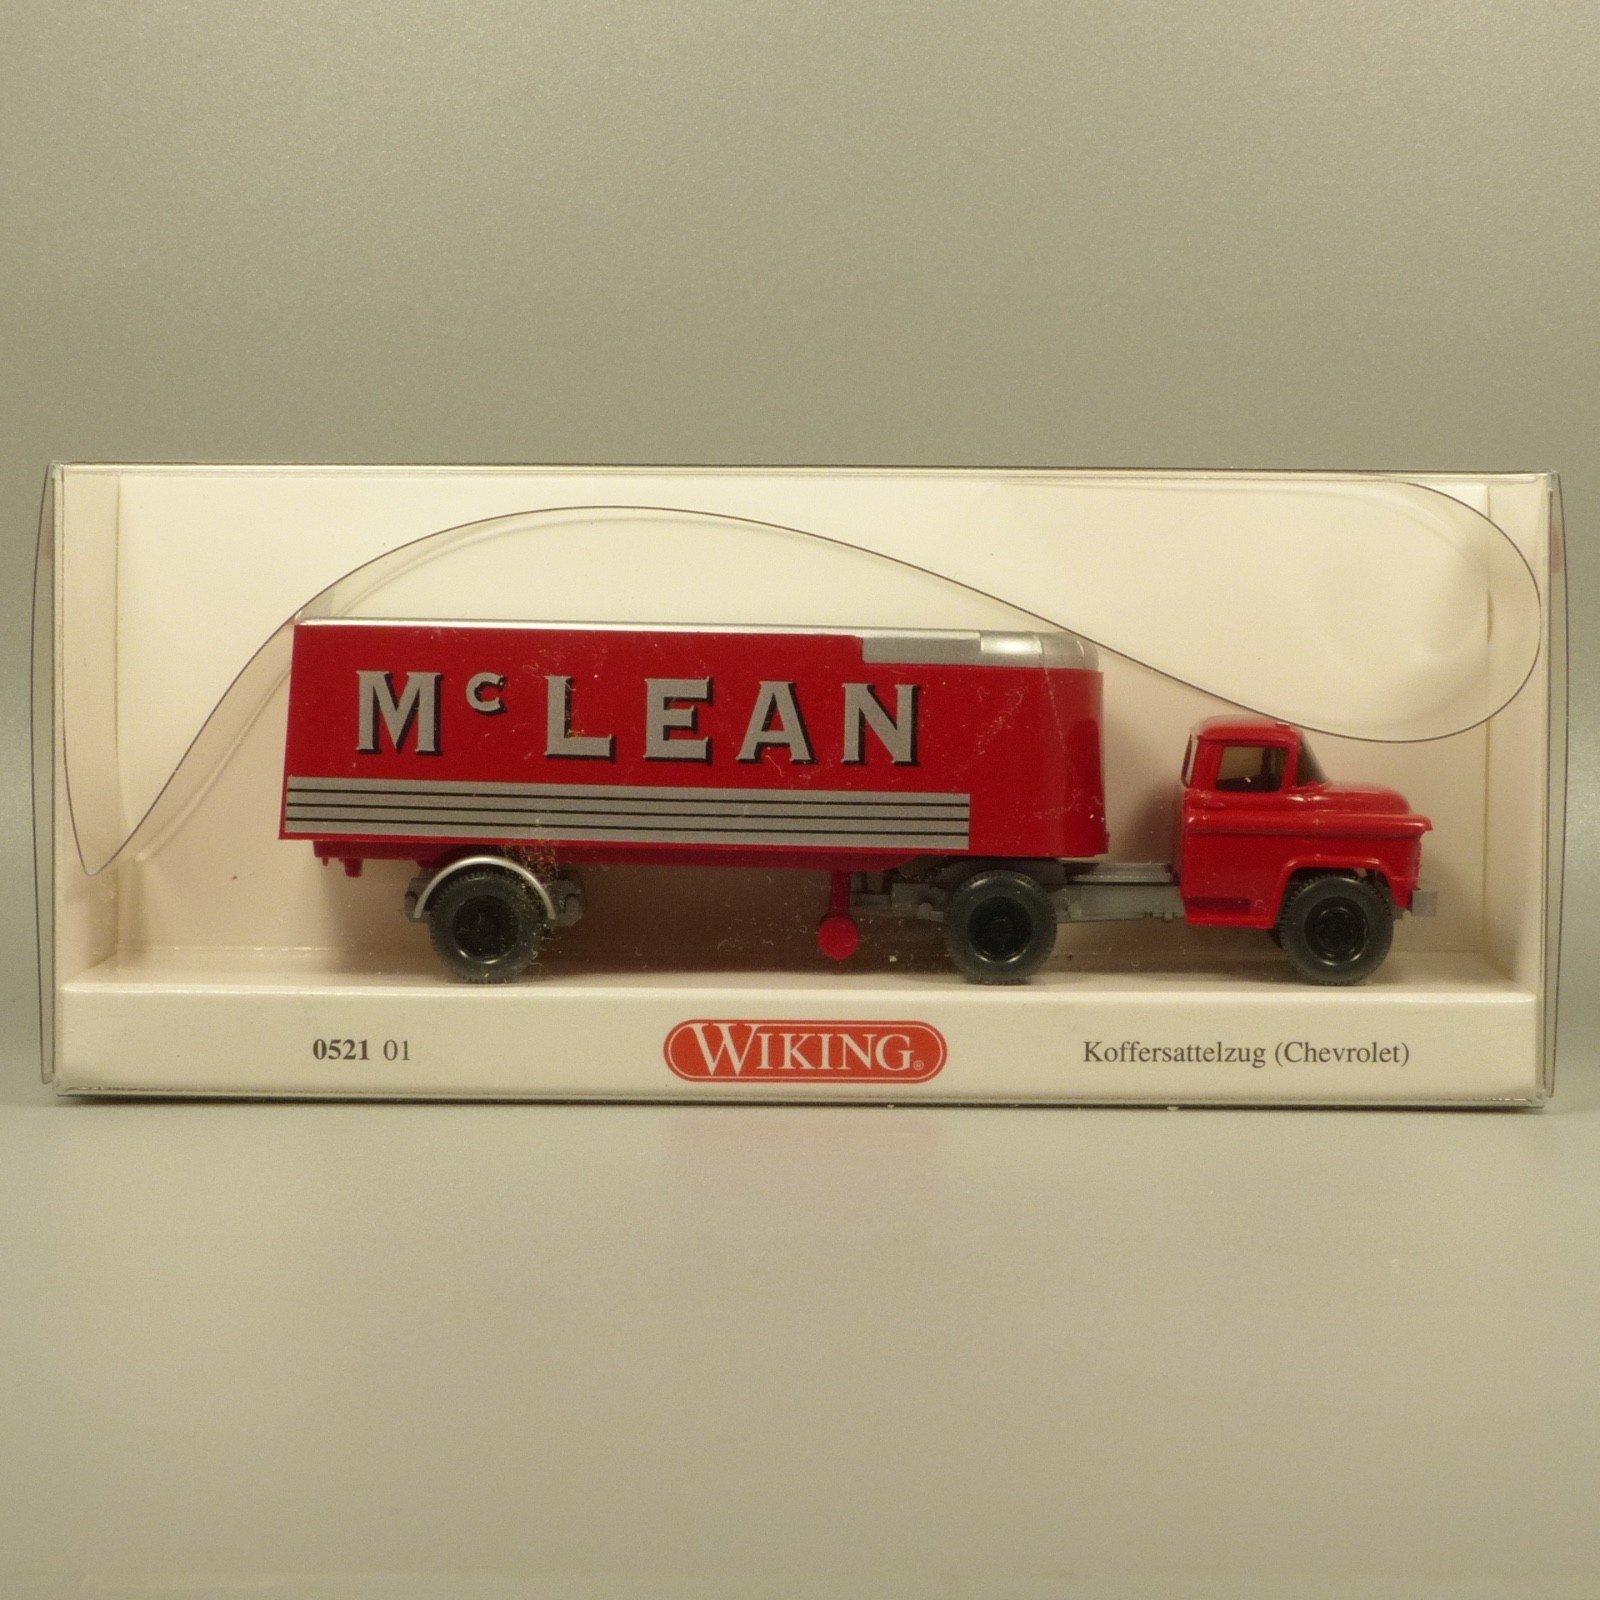 McLEAN
0521 01
WIKING®
Koffersattelzug (Chevrolet)